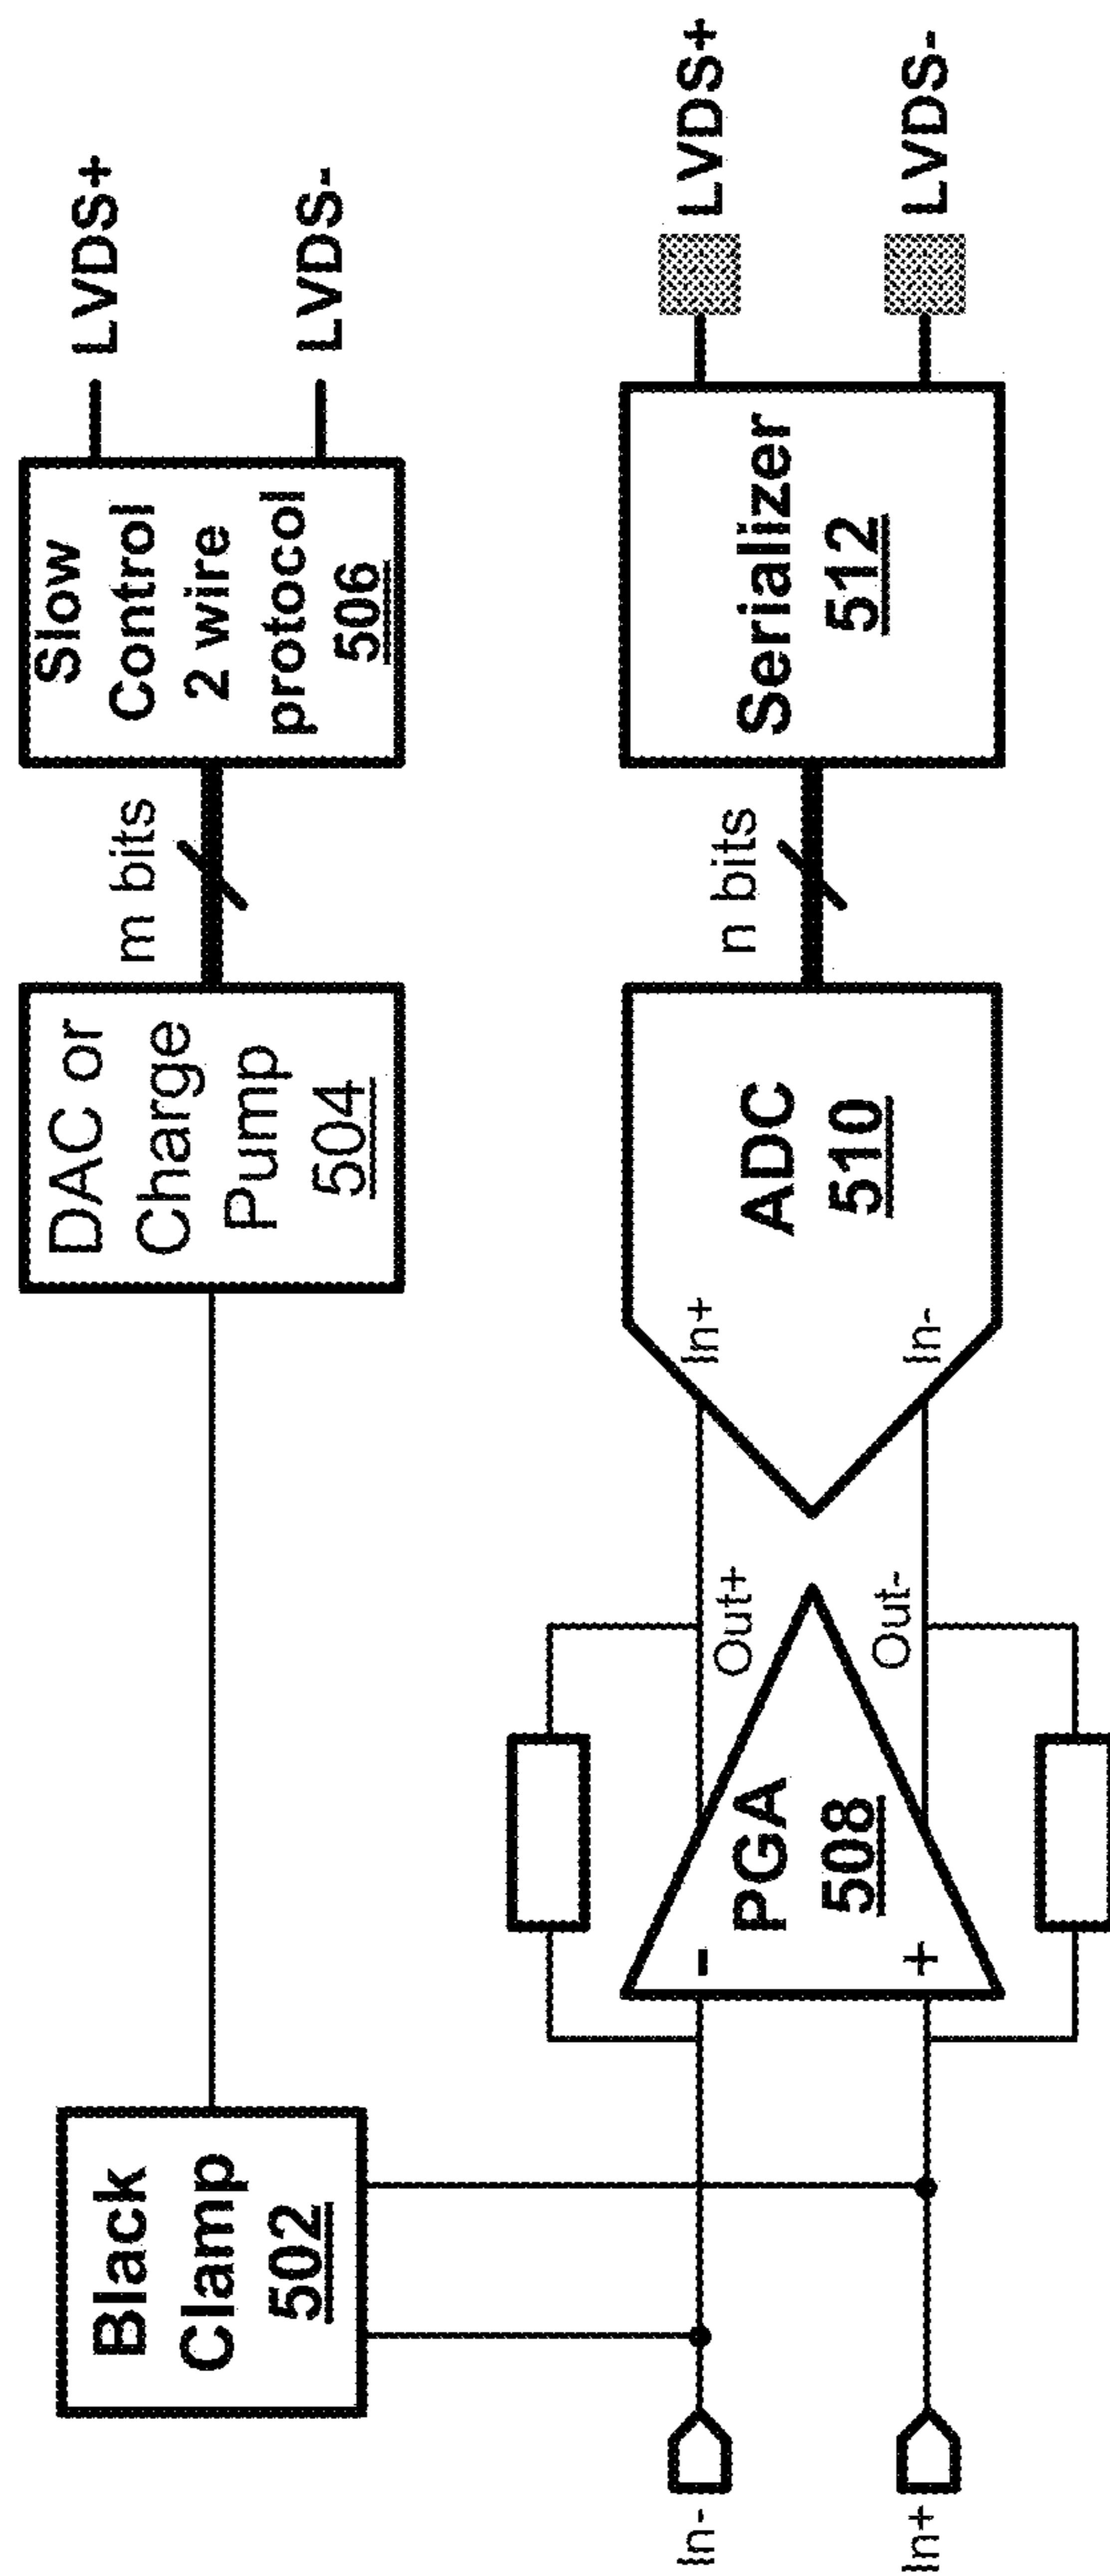 Black
Clamp
502
DAC or
Charge
Pump
504
m bits
Slow
Control
2 wire
protocol
506
LVDS+
LVDS-
In-
In+
-
+
PGA
508
Out+
Out-
In+
In-
ADC
510
n bits
Serializer
512
LVDS+
LVDS-